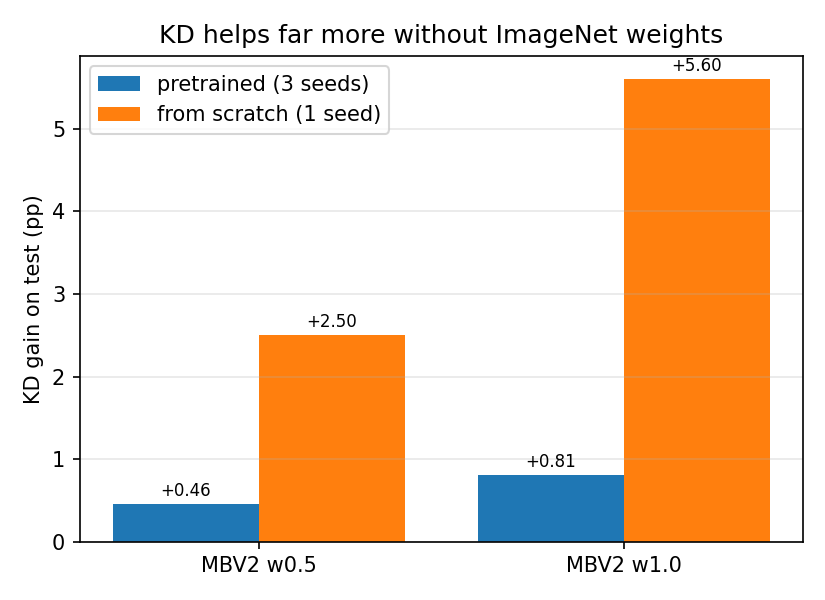 KD helps far more without ImageNet weights
pretrained (3 seeds)
from scratch (1 seed)
KD gain on test (pp)
5
4
3
2
1
0
+0.46
+2.50
+0.81
+5.60
MBV2 w0.5
MBV2 w1.0